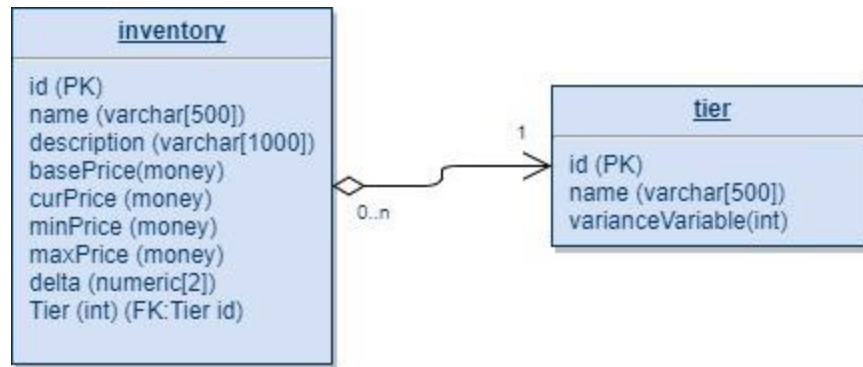 inventory
id (PK)
name (varchar[500])
description (varchar[1000])
basePrice(money)
curPrice (money)
minPrice (money)
maxPrice (money)
delta (numeric[2])
Tier (int) (FK:Tier id)
0..n
1
tier
id (PK)
name (varchar[500])
varianceVariable(int)